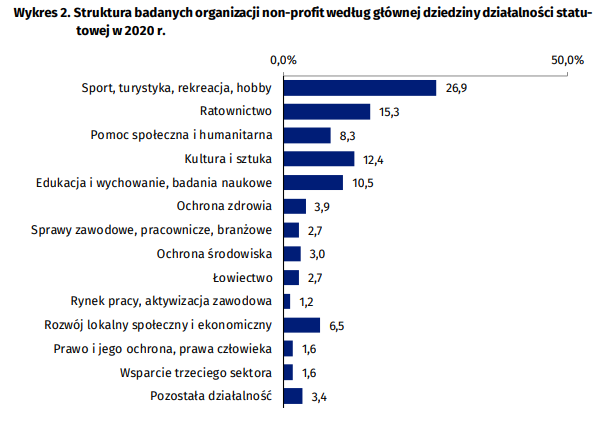 Wykres 2. Struktura badanych organizacji non-profit według głównej dziedziny działalności statu-
towej w 2020 r.
0,0% 50,0%
Sport, turystyka, rekreacja, hobby 26,9
Ratownictwo 15,3
Pomoc społeczna i humanitarna 8,3
Kultura i sztuka 12,4
Edukacja i wychowanie, badania naukowe 10,5
Ochrona zdrowia 3,9
Sprawy zawodowe, pracownicze, branżowe 2,7
Ochrona środowiska 3,0
Łowiectwo 2,7
Rynek pracy, aktywizacja zawodowa 1,2
Rozwój lokalny społeczny i ekonomiczny 6,5
Prawo i jego ochrona, prawa człowieka 1,6
Wsparcie trzeciego sektora 1,6
Pozostała działalność 3,4